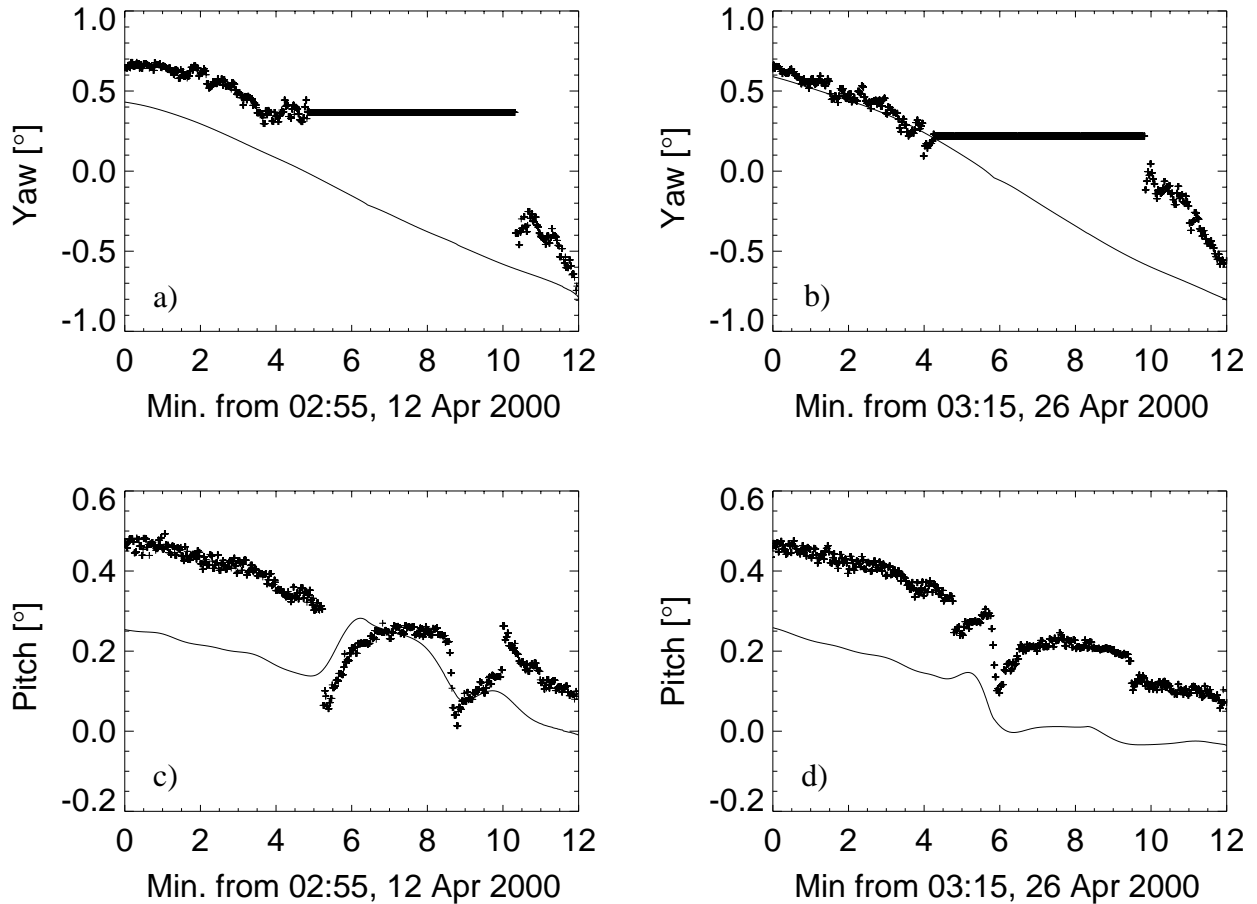 1.0
0.5
0.0
-0.5
-1.0
Yaw [°]
a)
0 2 4 6 8 10 12
Min. from 02:55, 12 Apr 2000
1.0
0.5
0.0
-0.5
-1.0
Yaw [°]
b)
0 2 4 6 8 10 12
Min. from 03:15, 26 Apr 2000
0.6
0.4
0.2
0.0
-0.2
Pitch [°]
c)
0 2 4 6 8 10 12
Min. from 02:55, 12 Apr 2000
0.6
0.4
0.2
0.0
-0.2
Pitch [°]
d)
0 2 4 6 8 10 12
Min from 03:15, 26 Apr 2000